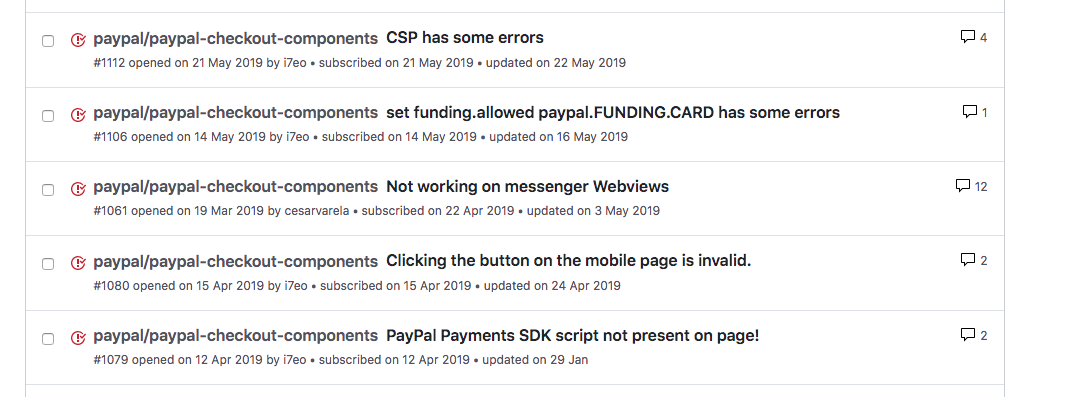 paypal/paypal-checkout-components CSP has some errors 4
#1112 opened on 21 May 2019 by i7eo • subscribed on 21 May 2019 • updated on 22 May 2019
paypal/paypal-checkout-components set funding.allowed paypal.FUNDING.CARD has some errors 1
#1106 opened on 14 May 2019 by i7eo • subscribed on 14 May 2019 • updated on 16 May 2019
paypal/paypal-checkout-components Not working on messenger Webviews 12
#1061 opened on 19 Mar 2019 by cesarvarela • subscribed on 22 Apr 2019 • updated on 3 May 2019
paypal/paypal-checkout-components Clicking the button on the mobile page is invalid. 2
#1080 opened on 15 Apr 2019 by i7eo • subscribed on 15 Apr 2019 • updated on 24 Apr 2019
paypal/paypal-checkout-components PayPal Payments SDK script not present on page! 2
#1079 opened on 12 Apr 2019 by i7eo • subscribed on 12 Apr 2019 • updated on 29 Jan